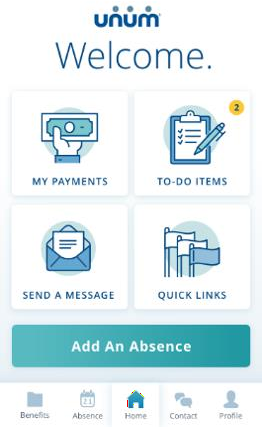 unum
Welcome.
2
MY PAYMENTS
TO-DO ITEMS
SEND A MESSAGE
QUICK LINKS
Add An Absence
21
Benefits
Absence
Home
Contact
Profile